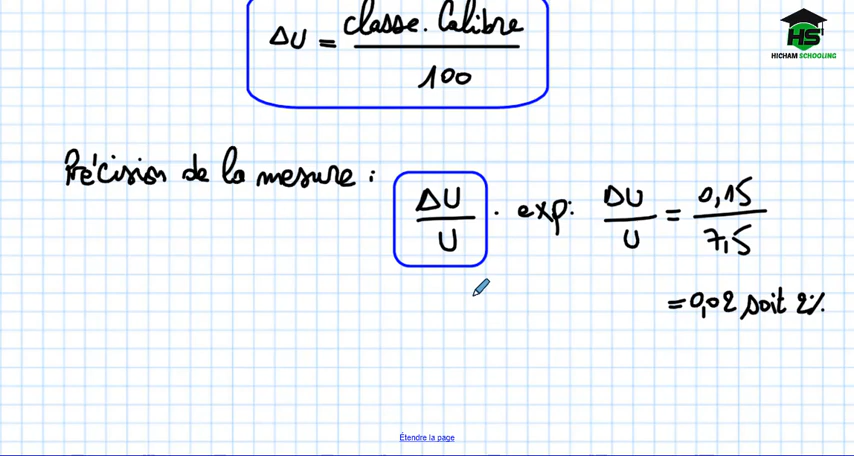 ΔU = classe. Calibre / 100
HS
HICHAM SCHOOLING
Précision de la mesure : ΔU / U . exp: ΔU / U = 0,15 / 7,5
= 0,02 soit 2%.
Étendre la page